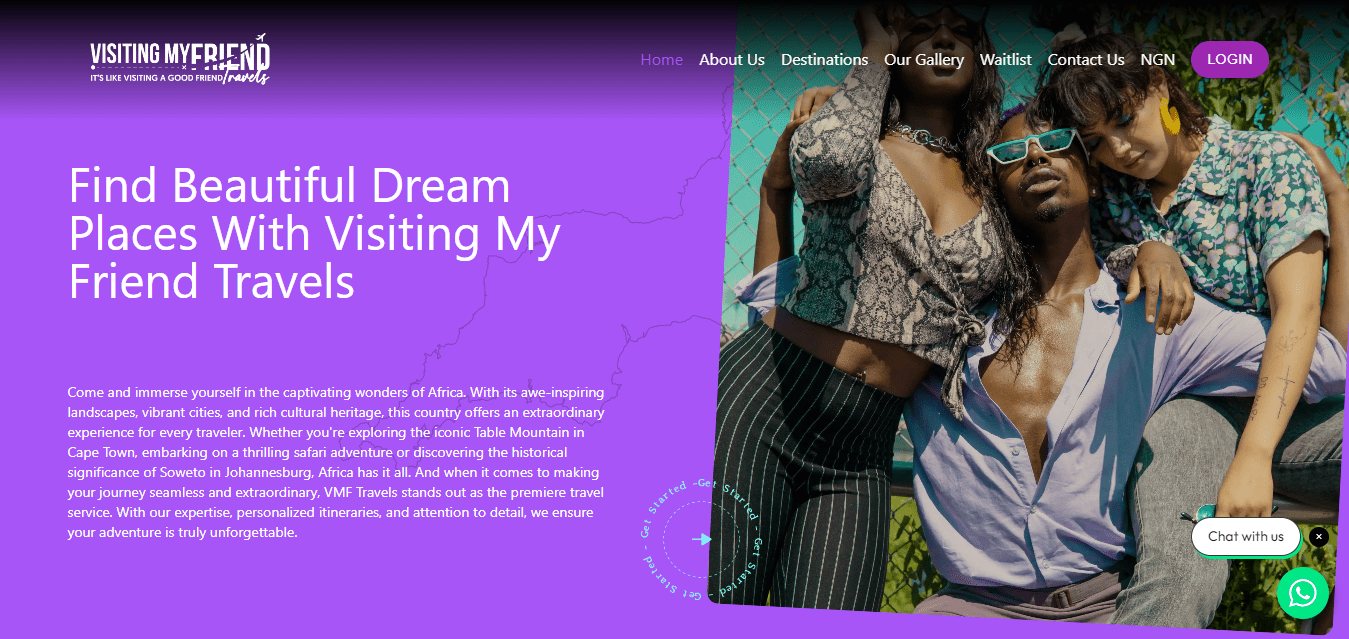 VISITING MY FRIEND
IT'S LIKE VISITING A GOOD FRIEND Travels
Home About Us Destinations Our Gallery Waitlist Contact Us NGN LOGIN
Find Beautiful Dream
Places With Visiting My
Friend Travels
Come and immerse yourself in the captivating wonders of Africa. With its awe-inspiring
landscapes, vibrant cities, and rich cultural heritage, this country offers an extraordinary
experience for every traveler. Whether you're exploring the iconic Table Mountain in
Cape Town, embarking on a thrilling safari adventure or discovering the historical
significance of Soweto in Johannesburg, Africa has it all. And when it comes to making
your journey seamless and extraordinary, VMF Travels stands out as the premiere travel
service. With our expertise, personalized itineraries, and attention to detail, we ensure
your adventure is truly unforgettable.
Get Started - Get Started - Get Started - Get Started -
Chat with us